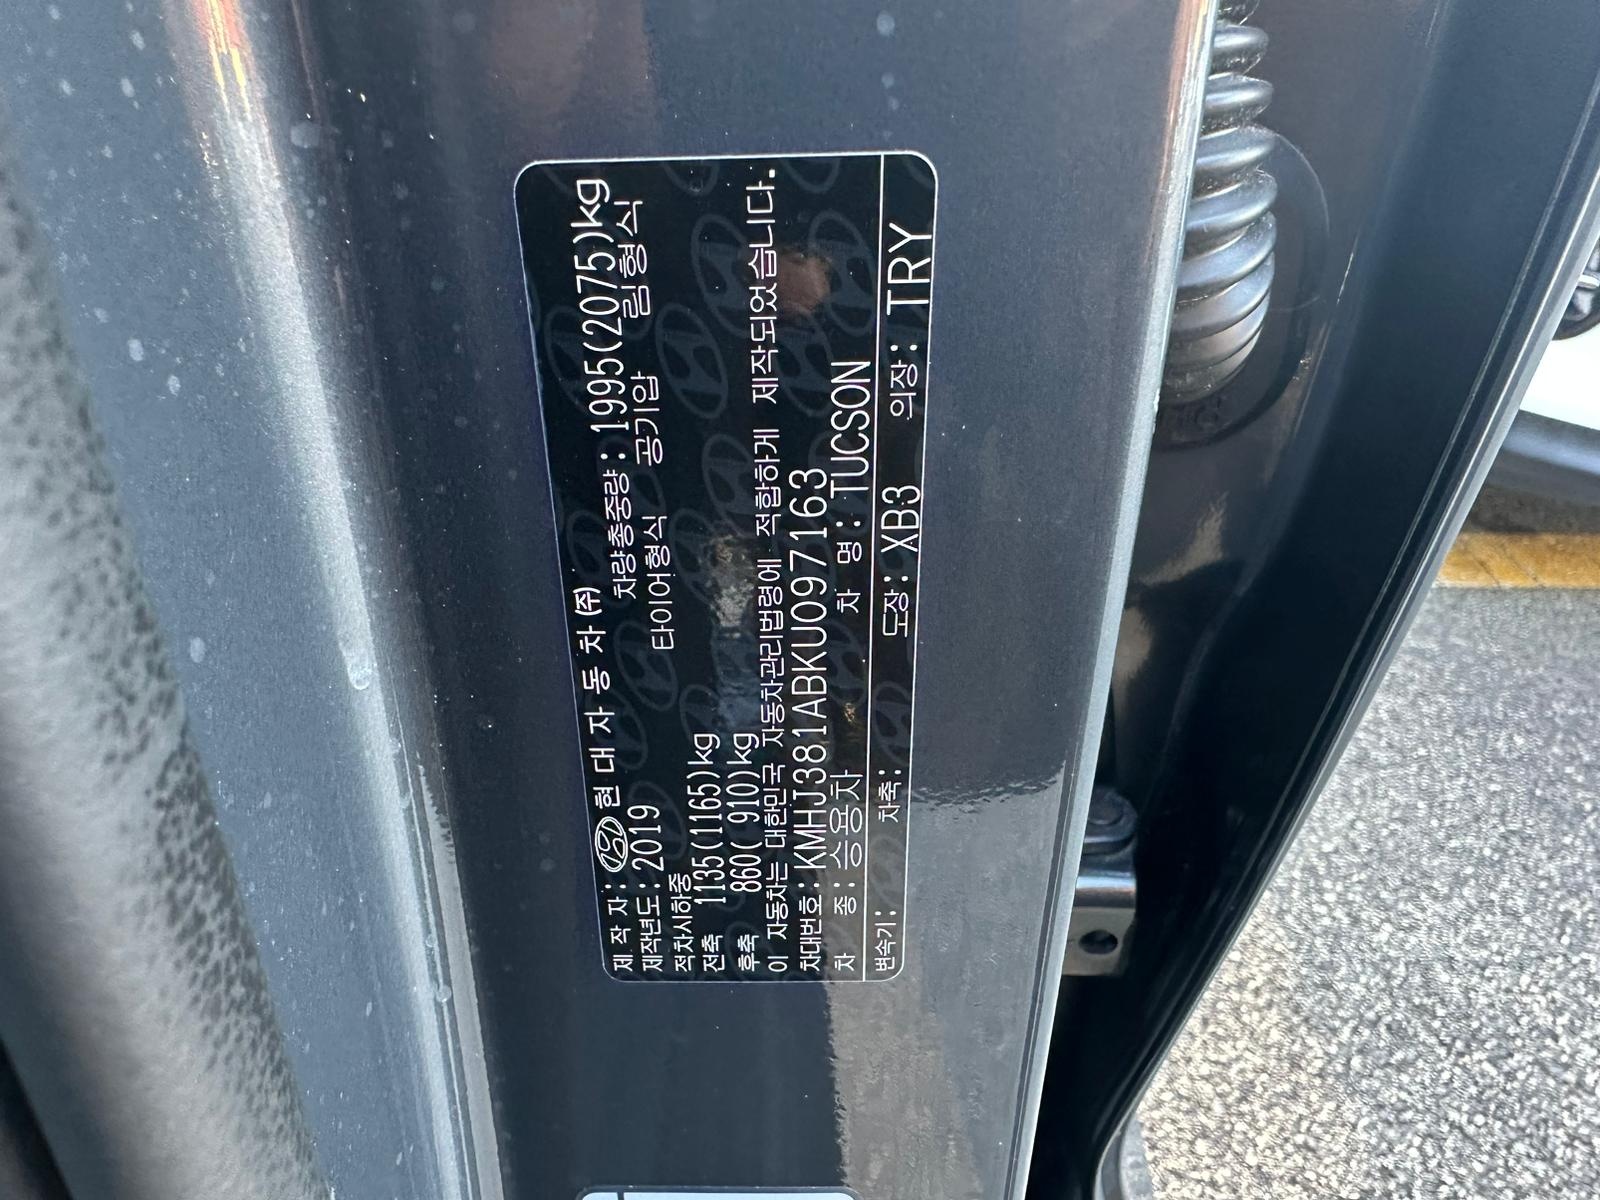 제 작 자: 현 대 자 동 차 (주)
제작년도: 2019 차량총중량: 1995(2075)kg
적차시하중 타이어형식 공기압 림형식
전축 1135(1165)kg
후축 860( 910)kg
이 자동차는 대한민국 자동차관리법령에 적합하게 제작되었습니다.
차대번호: KMHJ381ABKU097163
차 종: 승용차 차 명: TUCSON
변속기: 차축: 도장: XB3 의장: TRY